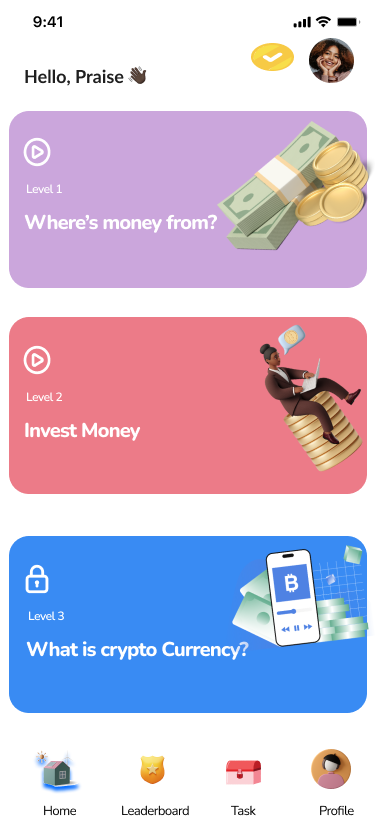 9:41
Hello, Praise 👋🏿
Level 1
Where's money from?
Level 2
Invest Money
Level 3
What is crypto Currency?
Home Leaderboard Task Profile